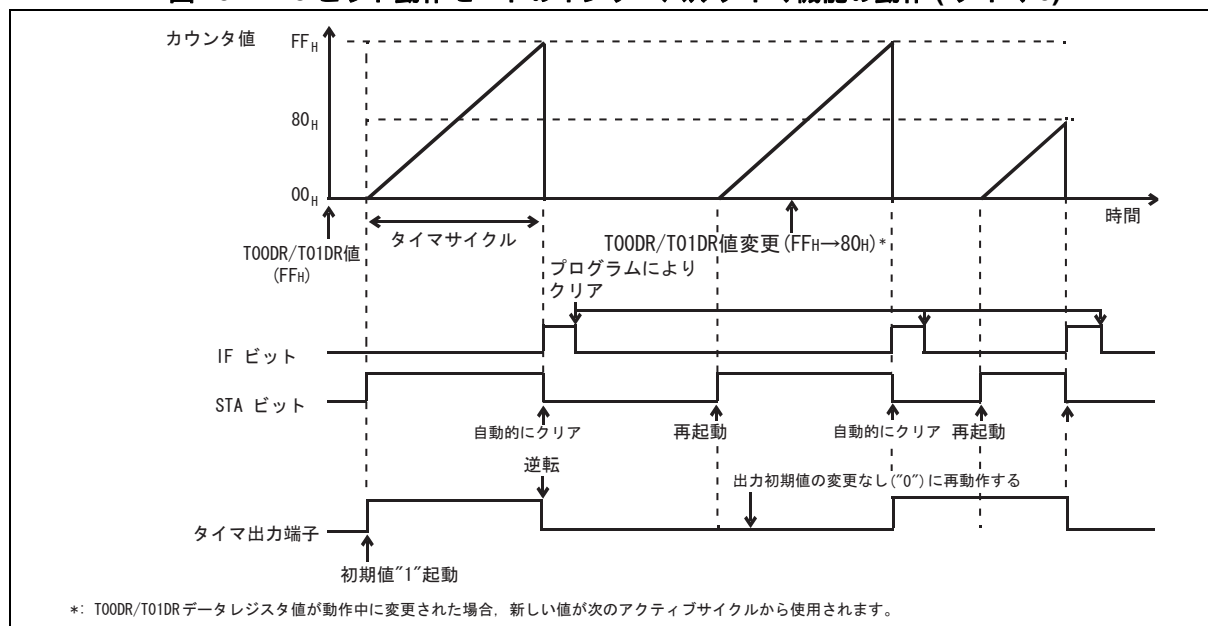 カウンタ値
FFH
80H
00H
時間
T00DR/T01DR値
(FFH)
タイマサイクル
T00DR/T01DR値変更(FFH→80H)*
プログラムにより
クリア
IF ビット
STA ビット
自動的にクリア
再起動
自動的にクリア
再起動
逆転
出力初期値の変更なし("0")に再動作する
タイマ出力端子
初期値"1"起動
*: T00DR/T01DRデータレジスタ値が動作中に変更された場合, 新しい値が次のアクティブサイクルから使用されます。